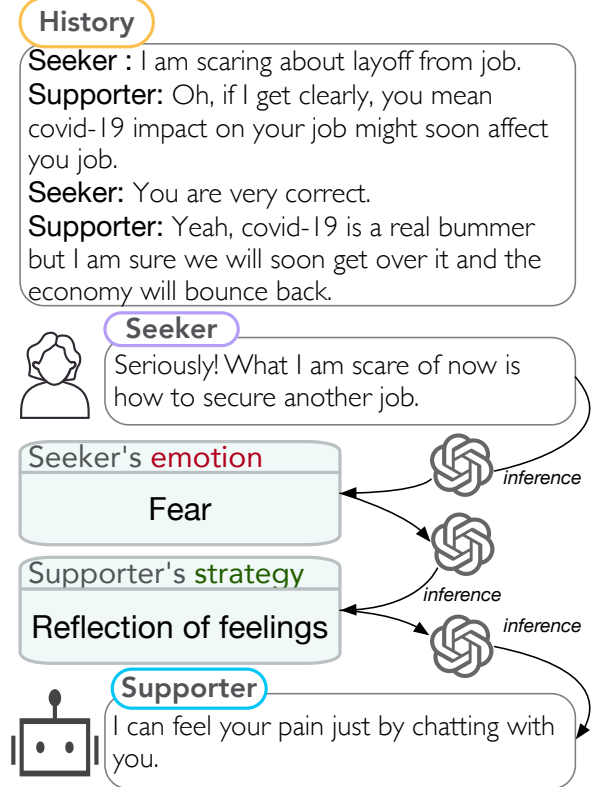 History
Seeker : I am scaring about layoff from job.
Supporter: Oh, if I get clearly, you mean
covid-19 impact on your job might soon affect
you job.
Seeker: You are very correct.
Supporter: Yeah, covid-19 is a real bummer
but I am sure we will soon get over it and the
economy will bounce back.
Seeker
Seriously! What I am scare of now is
how to secure another job.
Seeker's emotion
Fear
inference
Supporter's strategy
Reflection of feelings
inference
inference
Supporter
I can feel your pain just by chatting with
you.